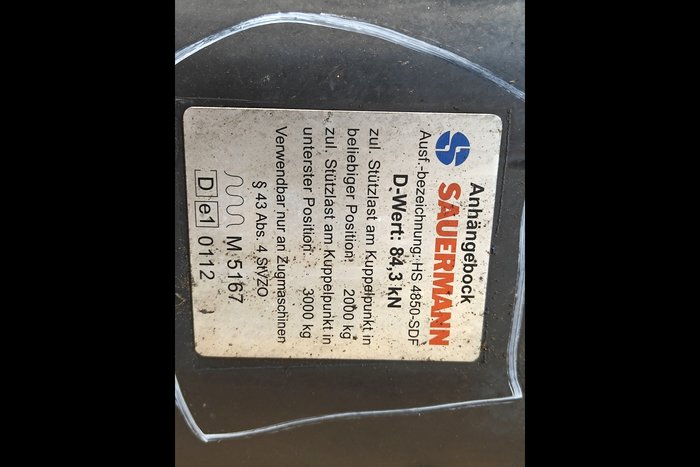 Anhängebock
SAUERMANN
Ausf.-bezeichnung: HS 4850-SDF
D-Wert: 84,3 kN
zul. Stützlast am Kuppelpunkt in
beliebiger Position: 2000 kg
zul. Stützlast am Kuppelpunkt in
unterster Position: 3000 kg
Verwendbar nur an Zugmaschinen
§ 43 Abs. 4 StVZO
M 5167
D e1 0112